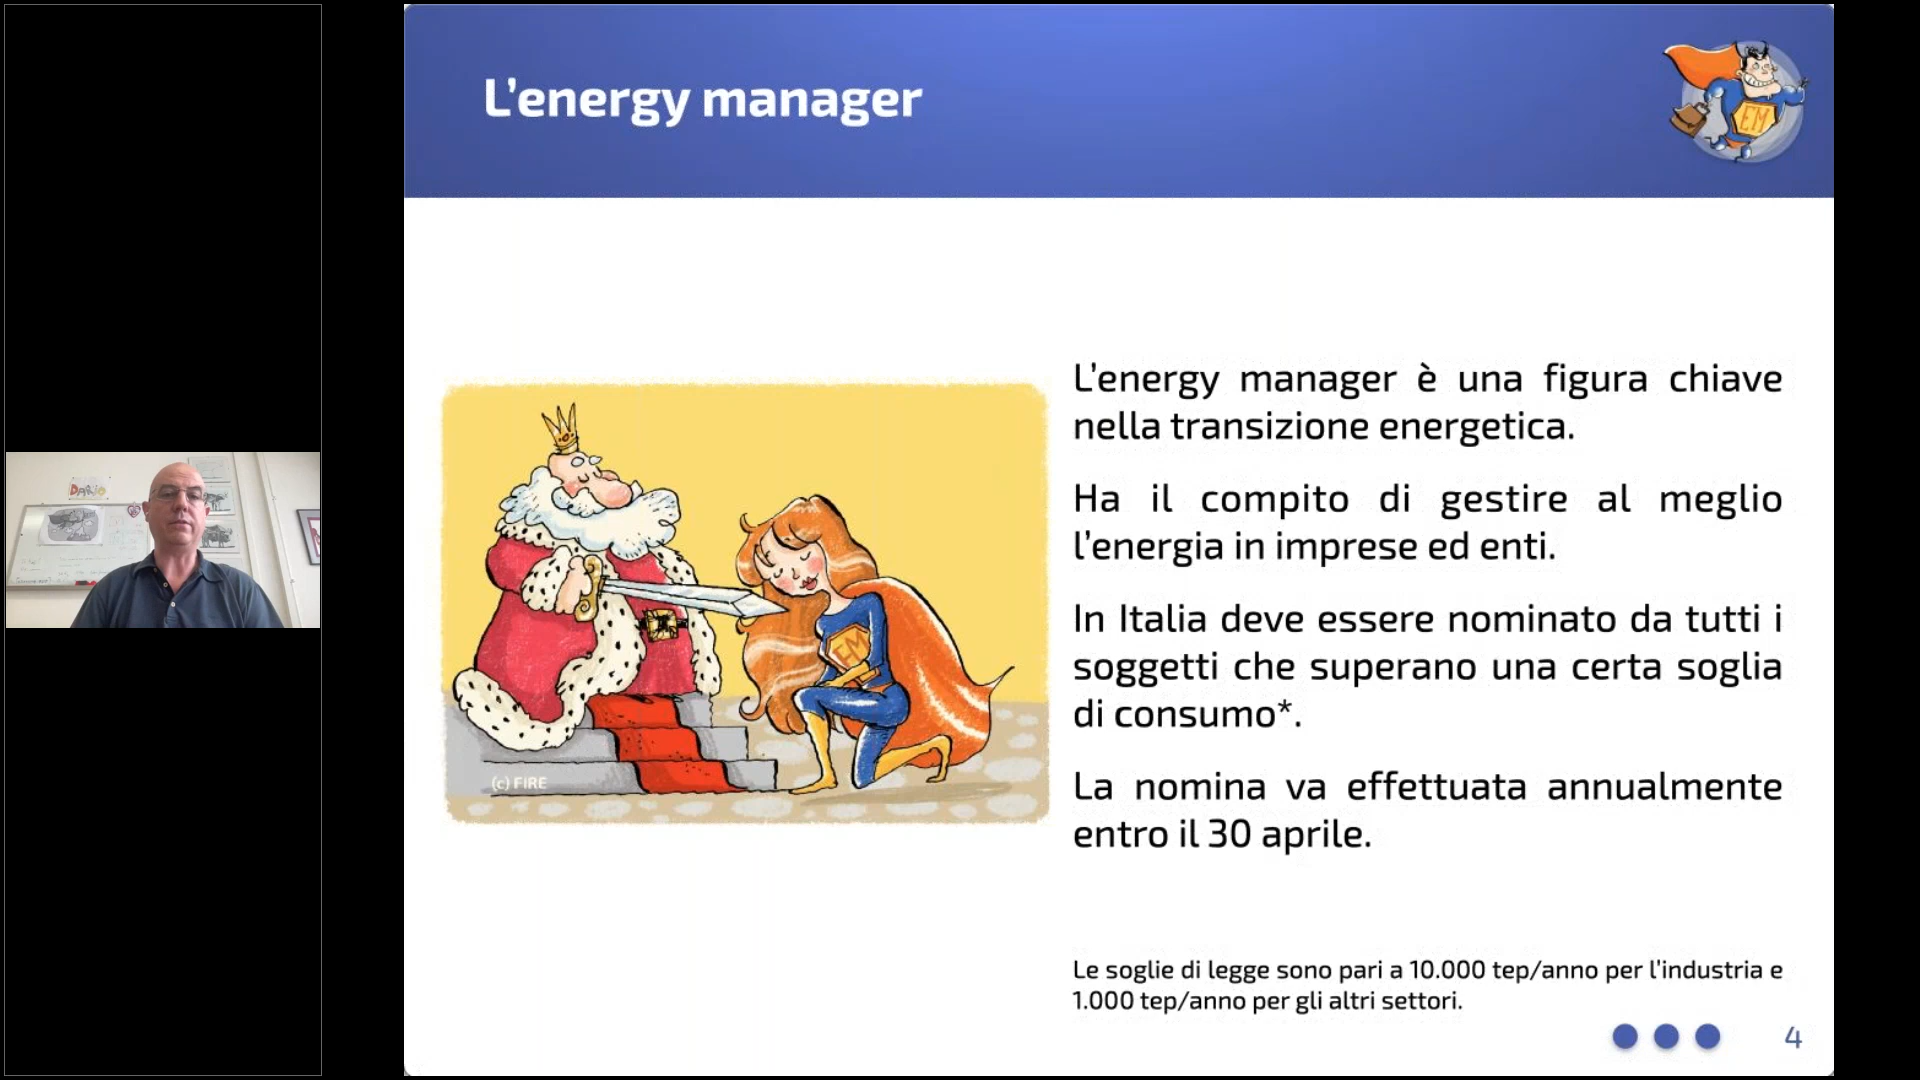 L'energy manager
EM
DARIO
L'energy manager è una figura chiave
nella transizione energetica.
Ha il compito di gestire al meglio
l'energia in imprese ed enti.
In Italia deve essere nominato da tutti i
soggetti che superano una certa soglia
di consumo*.
La nomina va effettuata annualmente
entro il 30 aprile.
EM
(c) FIRE
Le soglie di legge sono pari a 10.000 tep/anno per l'industria e
1.000 tep/anno per gli altri settori.
4